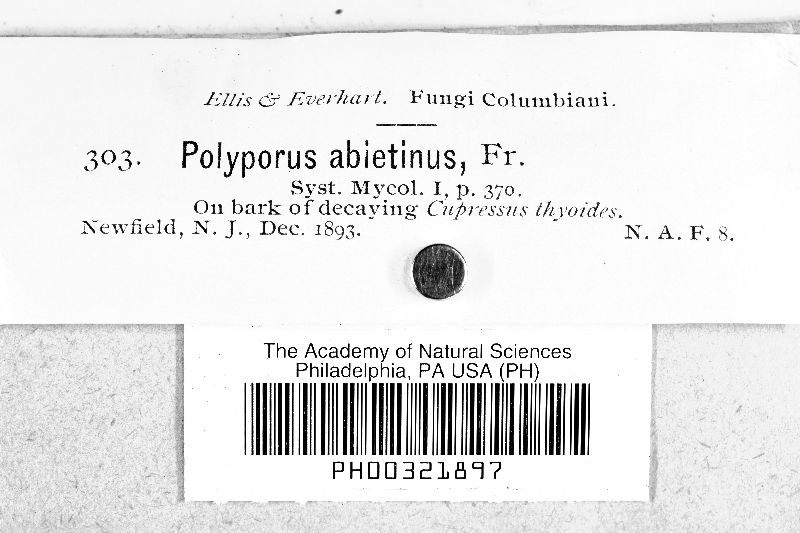 Ellis & Everhart. Fungi Columbiani.
303. Polyporus abietinus, Fr.
Syst. Mycol. I, p. 370.
On bark of decaying Cupressus thyoides.
Newfield, N. J., Dec. 1893. N. A. F. 8.
The Academy of Natural Sciences
Philadelphia, PA USA (PH)
PH00321897